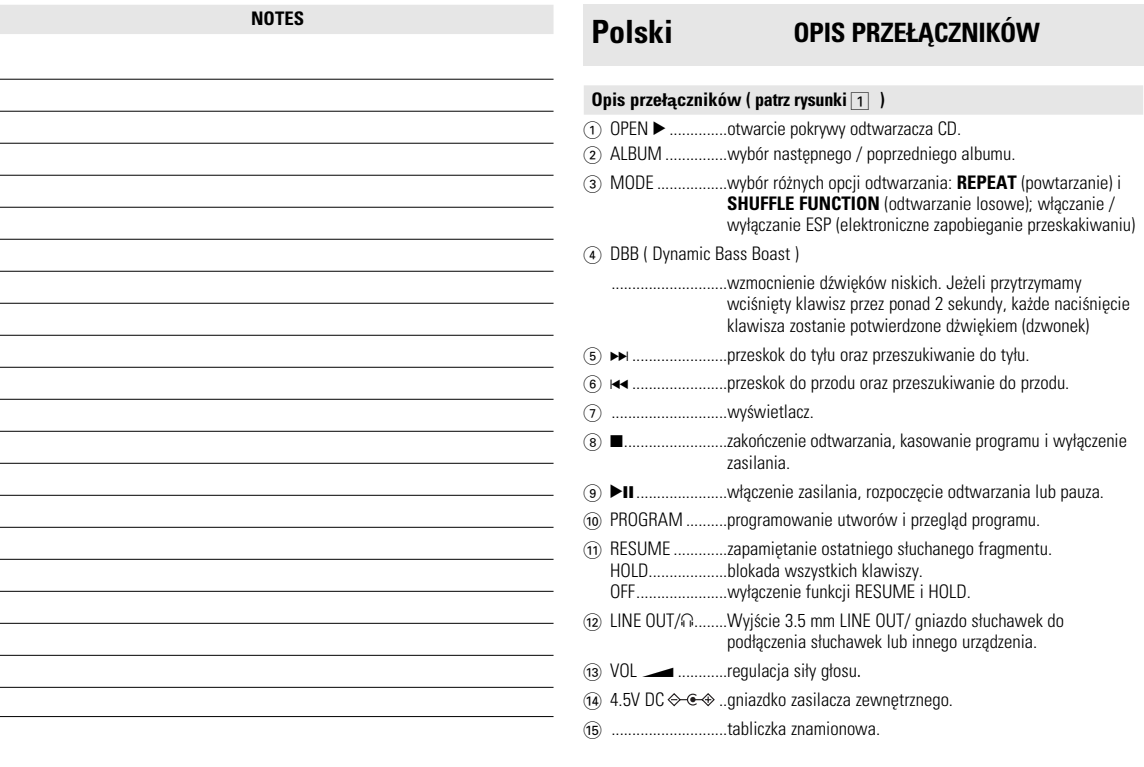 NOTES
Polski OPIS PRZEŁĄCZNIKÓW
Opis przełączników ( patrz rysunki 1 )
① OPEN ▶ ..............otwarcie pokrywy odtwarzacza CD.
② ALBUM ...............wybór następnego / poprzedniego albumu.
③ MODE .................wybór różnych opcji odtwarzania: REPEAT (powtarzanie) i
SHUFFLE FUNCTION (odtwarzanie losowe); włączanie /
wyłączanie ESP (elektroniczne zapobieganie przeskakiwaniu)
④ DBB ( Dynamic Bass Boast )
............................wzmocnienie dźwięków niskich. Jeżeli przytrzymamy
wciśnięty klawisz przez ponad 2 sekundy, każde naciśnięcie
klawisza zostanie potwierdzone dżwiękiem (dzwonek)
⑤ ⏭ .......................przeskok do tyłu oraz przeszukiwanie do tyłu.
⑥ ⏮ .......................przeskok do przodu oraz przeszukiwanie do przodu.
⑦ ............................wyświetlacz.
⑧ ■.........................zakończenie odtwarzania, kasowanie programu i wyłączenie
zasilania.
⑨ ▶II ......................włączenie zasilania, rozpoczęcie odtwarzania lub pauza.
⑩ PROGRAM ..........programowanie utworów i przegląd programu.
⑪ RESUME .............zapamiętanie ostatniego słuchanego fragmentu.
HOLD...................blokada wszystkich klawiszy.
OFF......................wyłączenie funkcji RESUME i HOLD.
⑫ LINE OUT/🎧........Wyjście 3.5 mm LINE OUT/ gniazdo słuchawek do
podłączenia słuchawek lub innego urządzenia.
⑬ VOL ............regulacja siły głosu.
⑭ 4.5V DC ..gniazdko zasilacza zewnętrznego.
⑮ ............................tabliczka znamionowa.